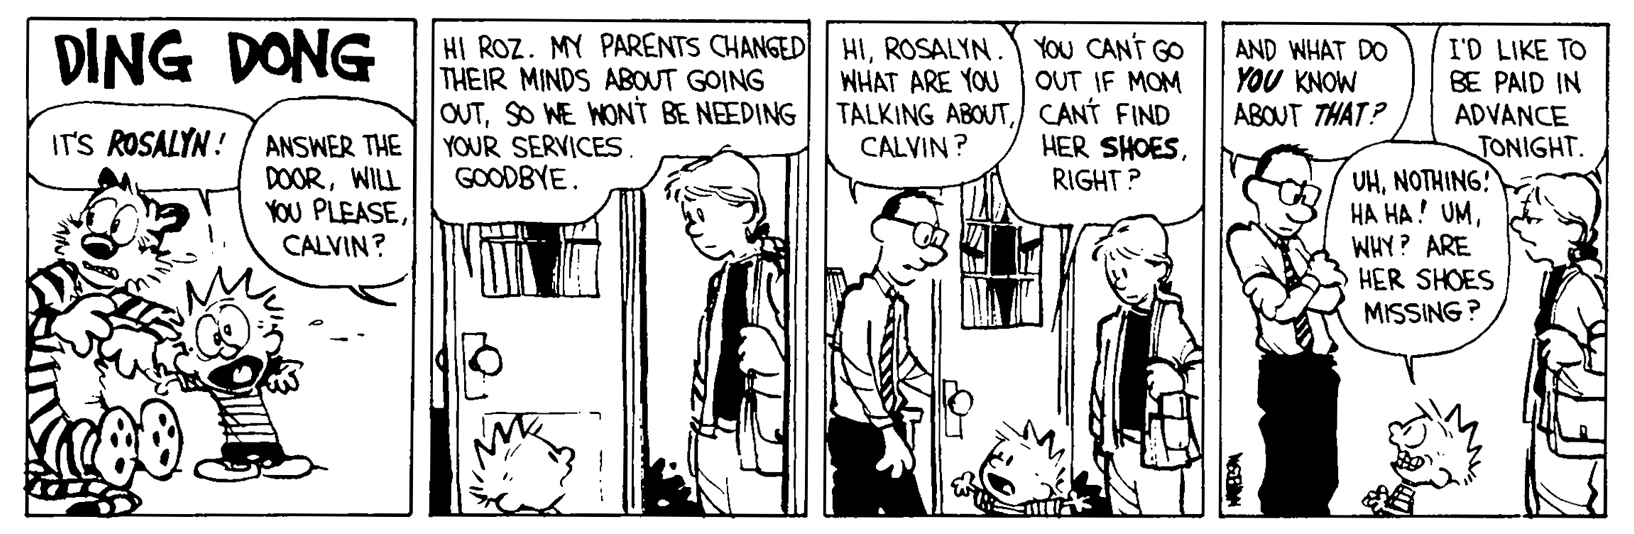 DING DONG
IT'S ROSALYN!
ANSWER THE
DOOR, WILL
YOU PLEASE,
CALVIN?
HI ROZ. MY PARENTS CHANGED
THEIR MINDS ABOUT GOING
OUT, SO WE WON'T BE NEEDING
YOUR SERVICES.
GOODBYE.
HI, ROSALYN.
WHAT ARE YOU
TALKING ABOUT,
CALVIN?
YOU CAN'T GO
OUT IF MOM
CAN'T FIND
HER SHOES,
RIGHT?
AND WHAT DO
YOU KNOW
ABOUT THAT?
I'D LIKE TO
BE PAID IN
ADVANCE
TONIGHT.
UH, NOTHING!
HA HA! UM,
WHY? ARE
HER SHOES
MISSING?
WATTERSON